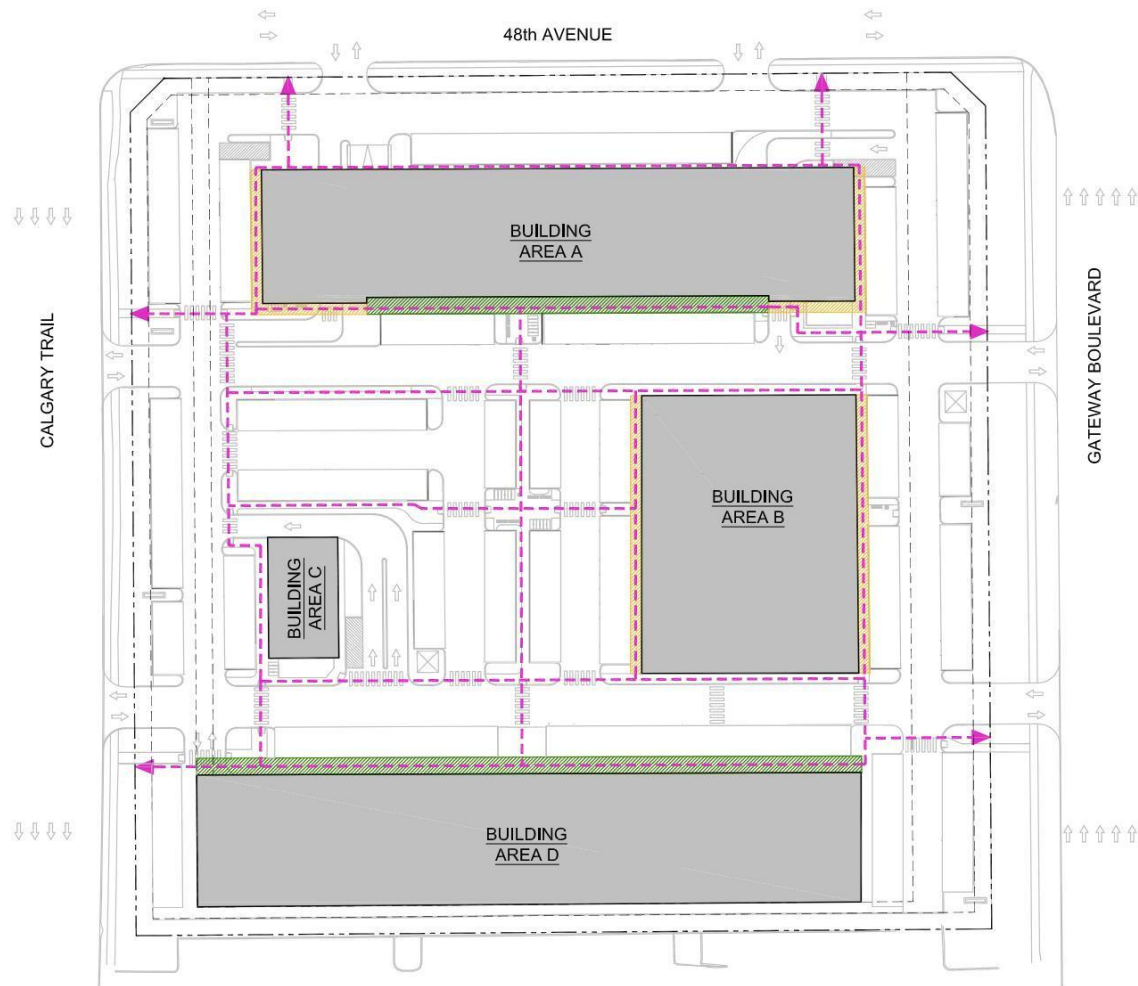 48th AVENUE
BUILDING
AREA A
CALGARY TRAIL
GATEWAY BOULEVARD
BUILDING
AREA B
BUILDING
AREA C
BUILDING
AREA D